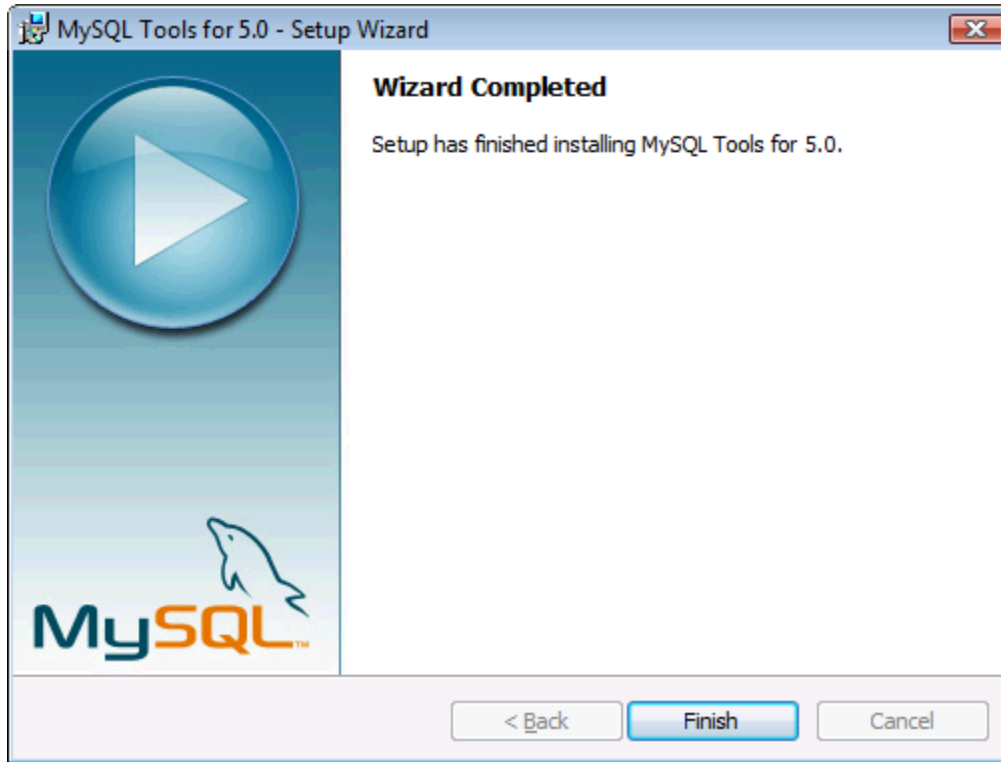 MySQL Tools for 5.0 - Setup Wizard
Wizard Completed
Setup has finished installing MySQL Tools for 5.0.
MySQL TM
< Back
Finish
Cancel